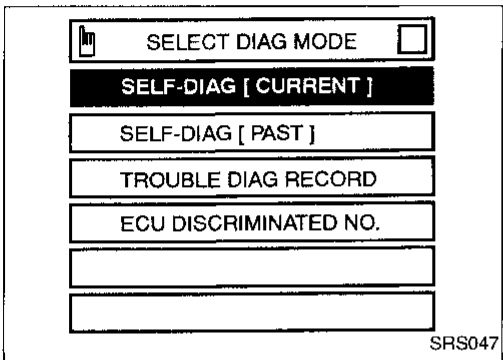 SELECT DIAG MODE
SELF-DIAG [ CURRENT ]
SELF-DIAG [ PAST ]
TROUBLE DIAG RECORD
ECU DISCRIMINATED NO.
SRS047